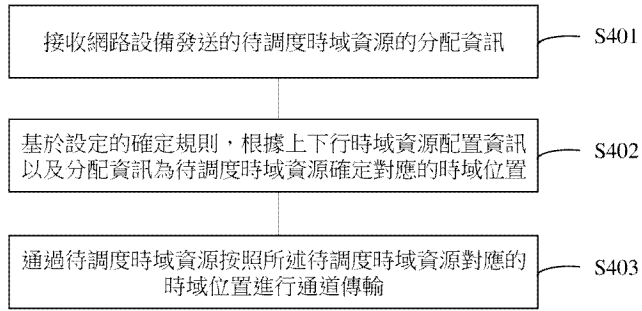 接收網路設備發送的待調度時域資源的分配資訊
S401
基於設定的確定規則，根據上下行時域資源配置資訊
以及分配資訊為待調度時域資源確定對應的時域位置
S402
通過待調度時域資源按照所述待調度時域資源對應的
時域位置進行通道傳輸
S403